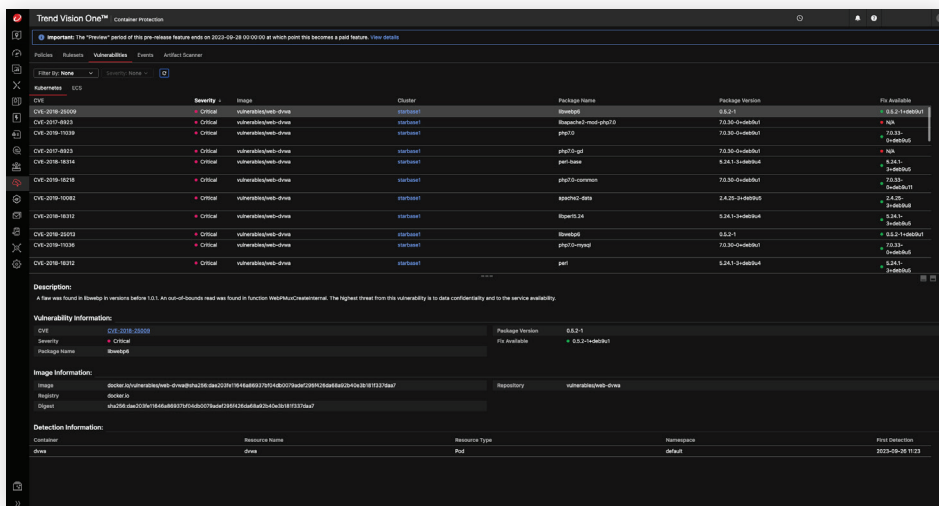 Trend Vision One™ Container Protection
Important: The "Preview" period of this pre-release feature ends on 2023-09-28 00:00:00 at which point this becomes a paid feature. View details
Policies Rulesets Vulnerabilities Events Artifact Scanner
Filter By: None Severity: None
Kubernetes ECS
CVE Severity ↓ Image Cluster Package Name Package Version Fix Available
CVE-2018-25009 Critical vulnerables/web-dvwa starbase1 libwebp6 0.5.2-1 0.5.2-1+deb9u1
CVE-2017-8923 Critical vulnerables/web-dvwa starbase1 libapache2-mod-php7.0 7.0.30-0+deb9u1 N/A
CVE-2019-11039 Critical vulnerables/web-dvwa starbase1 php7.0 7.0.30-0+deb9u1 7.0.33-
0+deb9u5
CVE-2017-8923 Critical vulnerables/web-dvwa starbase1 php7.0-gd 7.0.30-0+deb9u1 N/A
CVE-2018-18314 Critical vulnerables/web-dvwa starbase1 perl-base 5.24.1-3+deb9u4 5.24.1-
3+deb9u5
CVE-2019-18218 Critical vulnerables/web-dvwa starbase1 php7.0-common 7.0.30-0+deb9u1 7.0.33-
0+deb9u11
CVE-2019-10082 Critical vulnerables/web-dvwa starbase1 apache2-data 2.4.25-3+deb9u5 2.4.25-
3+deb9u8
CVE-2018-18312 Critical vulnerables/web-dvwa starbase1 libperl5.24 5.24.1-3+deb9u4 5.24.1-
3+deb9u5
CVE-2018-25013 Critical vulnerables/web-dvwa starbase1 libwebp6 0.5.2-1 0.5.2-1+deb9u1
CVE-2019-11036 Critical vulnerables/web-dvwa starbase1 php7.0-mysql 7.0.30-0+deb9u1 7.0.33-
0+deb9u5
CVE-2018-18312 Critical vulnerables/web-dvwa starbase1 perl 5.24.1-3+deb9u4 5.24.1-
3+deb9u5
Description:
A flaw was found in libwebp in versions before 1.0.1. An out-of-bounds read was found in function WebPMuxCreateInternal. The highest threat from this vulnerability is to data confidentiality and to the service availability.
Vulnerability Information:
CVE CVE-2018-25009 Package Version 0.5.2-1
Severity Critical Fix Available 0.5.2-1+deb9u1
Package Name libwebp6
Image Information:
Image docker.io/vulnerables/web-dvwa@sha256:dae203fe11646a86937bf04db0079adef295f426da68a92b40e3b181f337daa7 Repository vulnerables/web-dvwa
Registry docker.io
Digest sha256:dae203fe11646a86937bf04db0079adef295f426da68a92b40e3b181f337daa7
Detection Information:
Container Resource Name Resource Type Namespace First Detection
dvwa dvwa Pod default 2023-09-26 11:23